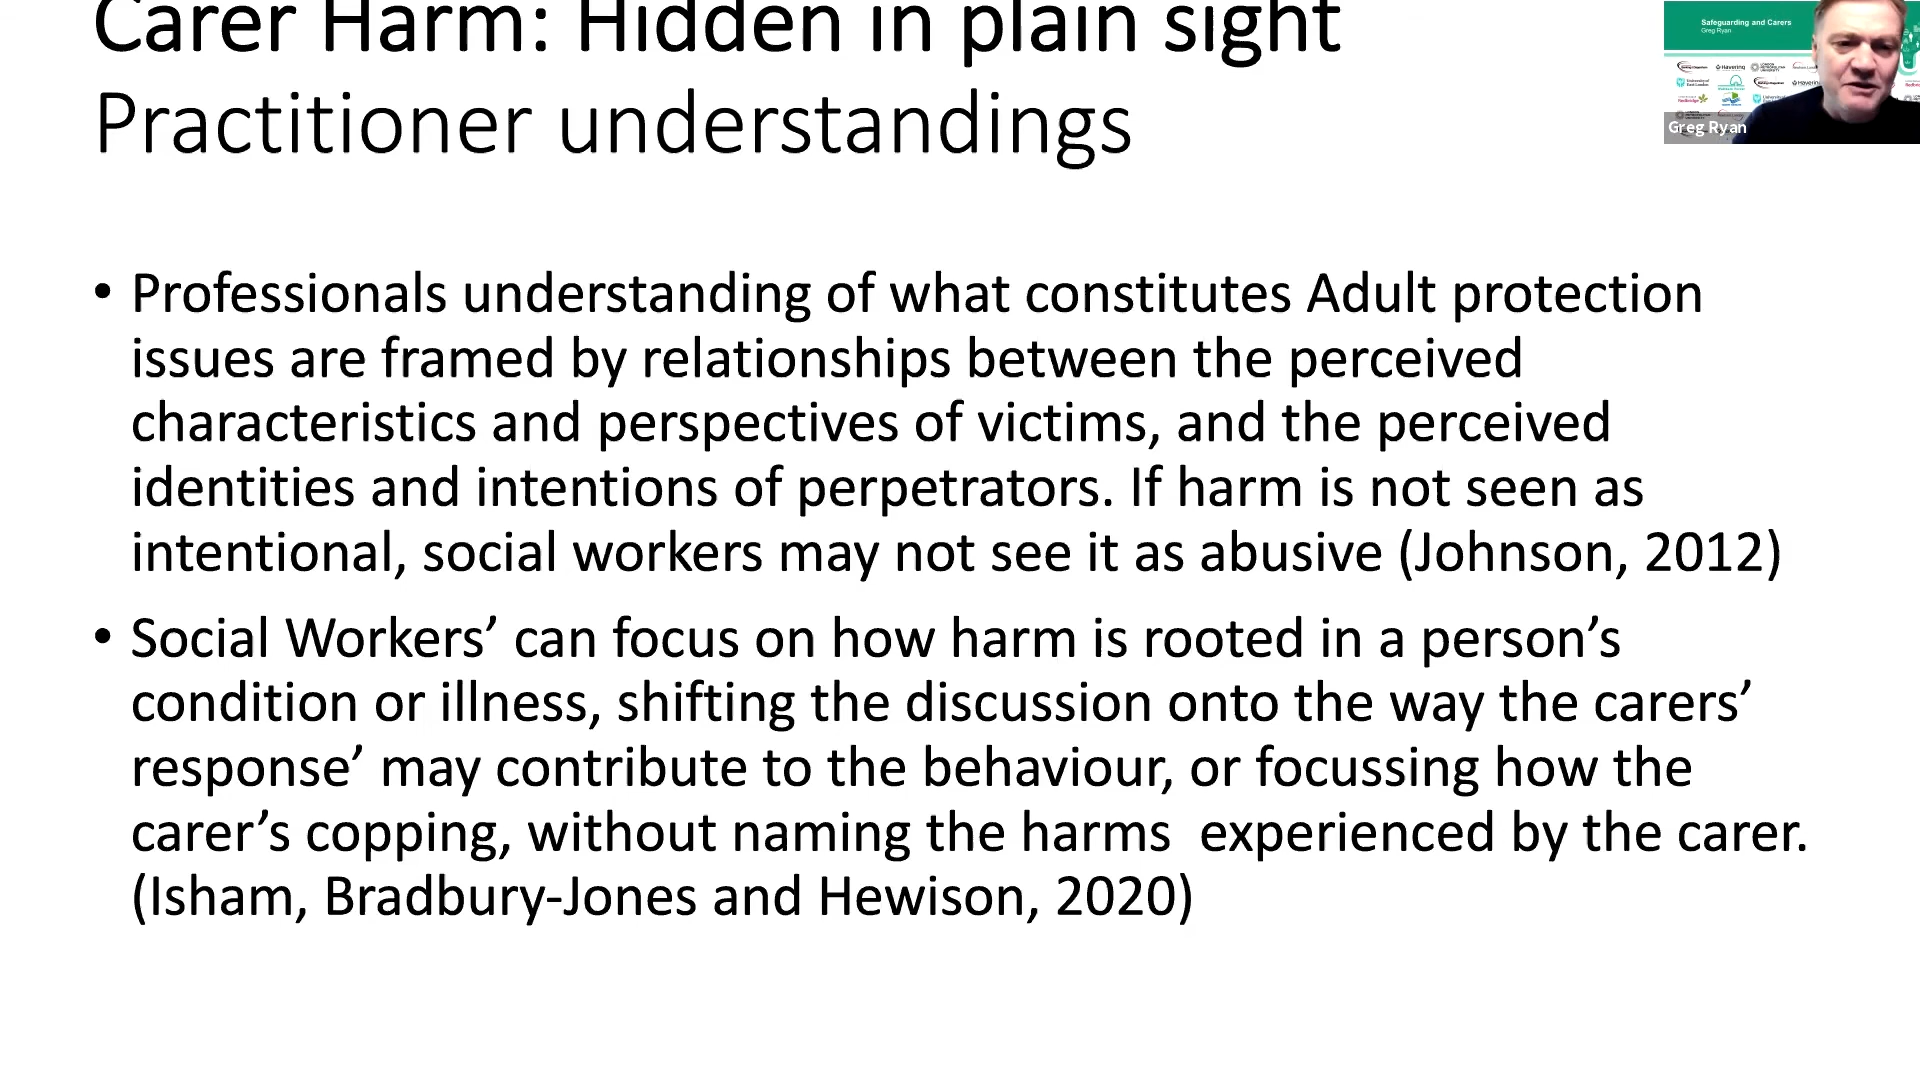 Carer Harm: Hidden in plain sight
Practitioner understandings
• Professionals understanding of what constitutes Adult protection
issues are framed by relationships between the perceived
characteristics and perspectives of victims, and the perceived
identities and intentions of perpetrators. If harm is not seen as
intentional, social workers may not see it as abusive (Johnson, 2012)
• Social Workers’ can focus on how harm is rooted in a person’s
condition or illness, shifting the discussion onto the way the carers’
response’ may contribute to the behaviour, or focussing how the
carer’s copping, without naming the harms  experienced by the carer.
(Isham, Bradbury-Jones and Hewison, 2020)
Safeguarding and Carers
Greg Ryan
Havering
Greg Ryan